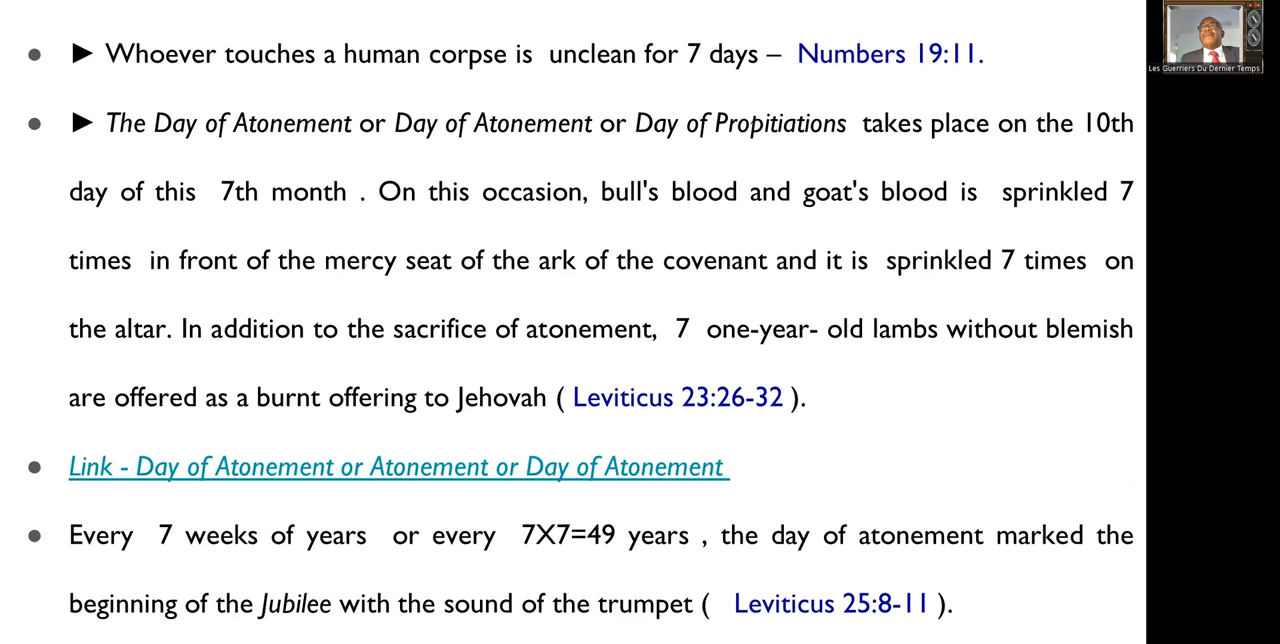 ● ► Whoever touches a human corpse is unclean for 7 days – Numbers 19:11.
● ► The Day of Atonement or Day of Atonement or Day of Propitiations takes place on the 10th
day of this 7th month . On this occasion, bull's blood and goat's blood is sprinkled 7
times in front of the mercy seat of the ark of the covenant and it is sprinkled 7 times on
the altar. In addition to the sacrifice of atonement, 7 one-year- old lambs without blemish
are offered as a burnt offering to Jehovah ( Leviticus 23:26-32 ).
● Link - Day of Atonement or Atonement or Day of Atonement
● Every 7 weeks of years or every 7X7=49 years , the day of atonement marked the
beginning of the Jubilee with the sound of the trumpet ( Leviticus 25:8-11 ).
Les Guerriers Du Dernier Temps